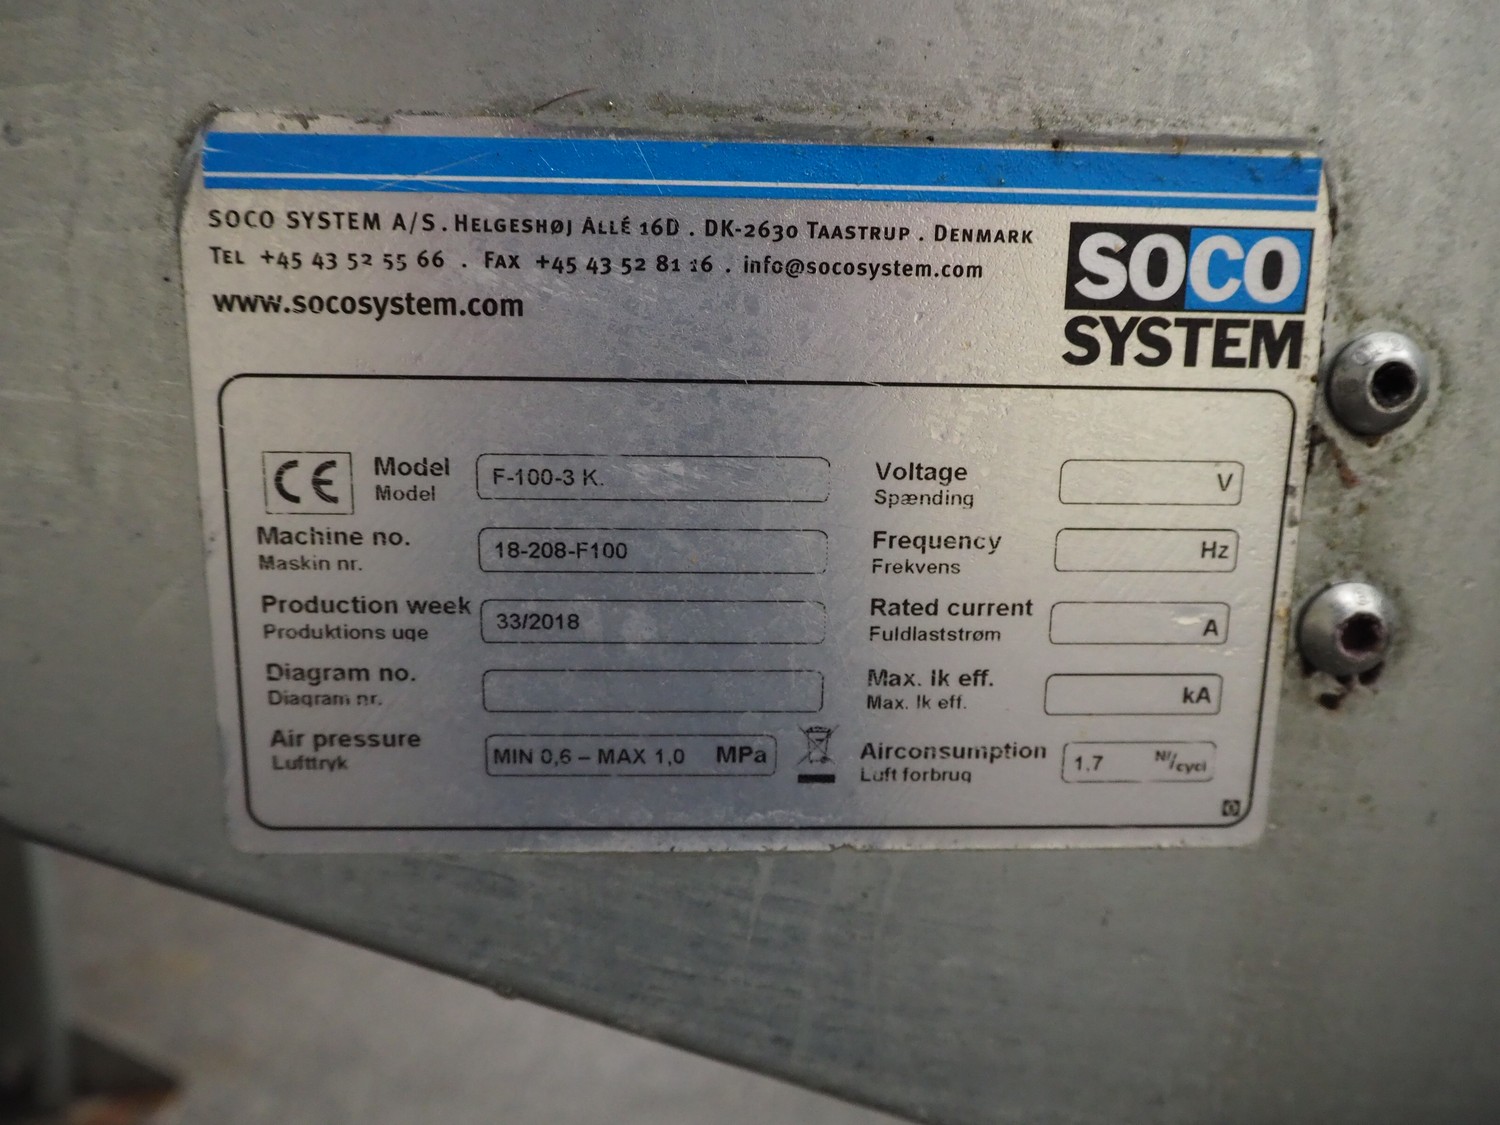 SOCO SYSTEM A/S . HELGESHØJ ALLÉ 16D . DK-2630 TAASTRUP . DENMARK
TEL +45 43 52 55 66 . FAX +45 43 52 81 16 . info@socosystem.com
www.socosystem.com
SOCO
SYSTEM
CE
Model
Model
F-100-3 K.
Voltage
Spænding
V
Machine no.
Maskin nr.
18-208-F100
Frequency
Frekvens
Hz
Production week
Produktions uge
33/2018
Rated current
Fuldlaststrøm
A
Diagram no.
Diagram nr.
Max. Ik eff.
Max. Ik eff.
kA
Air pressure
Lufttryk
MIN 0,6 – MAX 1,0 MPa
Airconsumption
Luft forbrug
1.7 Nl/cycl